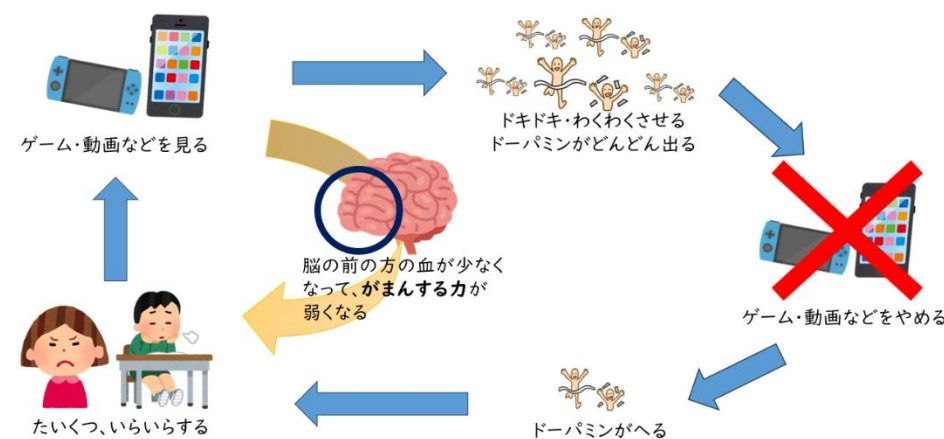 ゲーム・動画などを見る
ドキドキ・わくわくさせる
ドーパミンがどんどん出る
脳の前の方の血が少なく
なって、がまんする力が
弱くなる
ゲーム・動画などをやめる
ドーパミンがへる
たいくつ、いらいらする